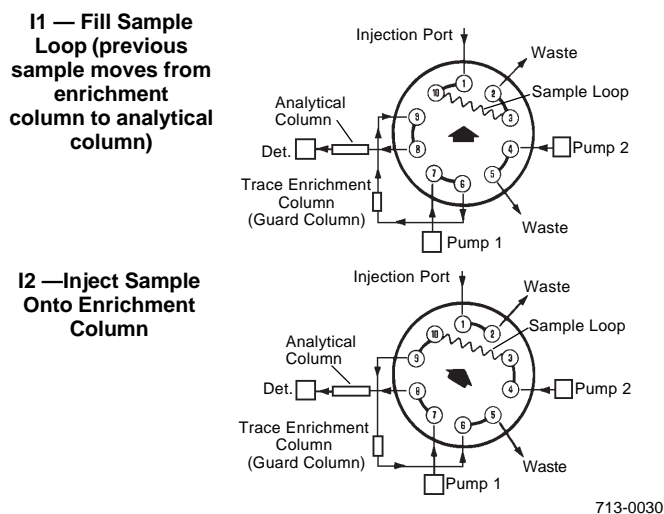 I1 — Fill Sample
Loop (previous
sample moves from
enrichment
column to analytical
column)
Injection Port
Waste
1
2
10
Sample Loop
Analytical
Column
9
3
Det.
8
4
Pump 2
7
6
5
Trace Enrichment
Column
(Guard Column)
Waste
Pump 1
I2 —Inject Sample
Onto Enrichment
Column
Injection Port
Waste
1
2
10
Sample Loop
Analytical
Column
9
3
Det.
8
4
Pump 2
7
6
5
Trace Enrichment
Column
(Guard Column)
Waste
Pump 1
713-0030